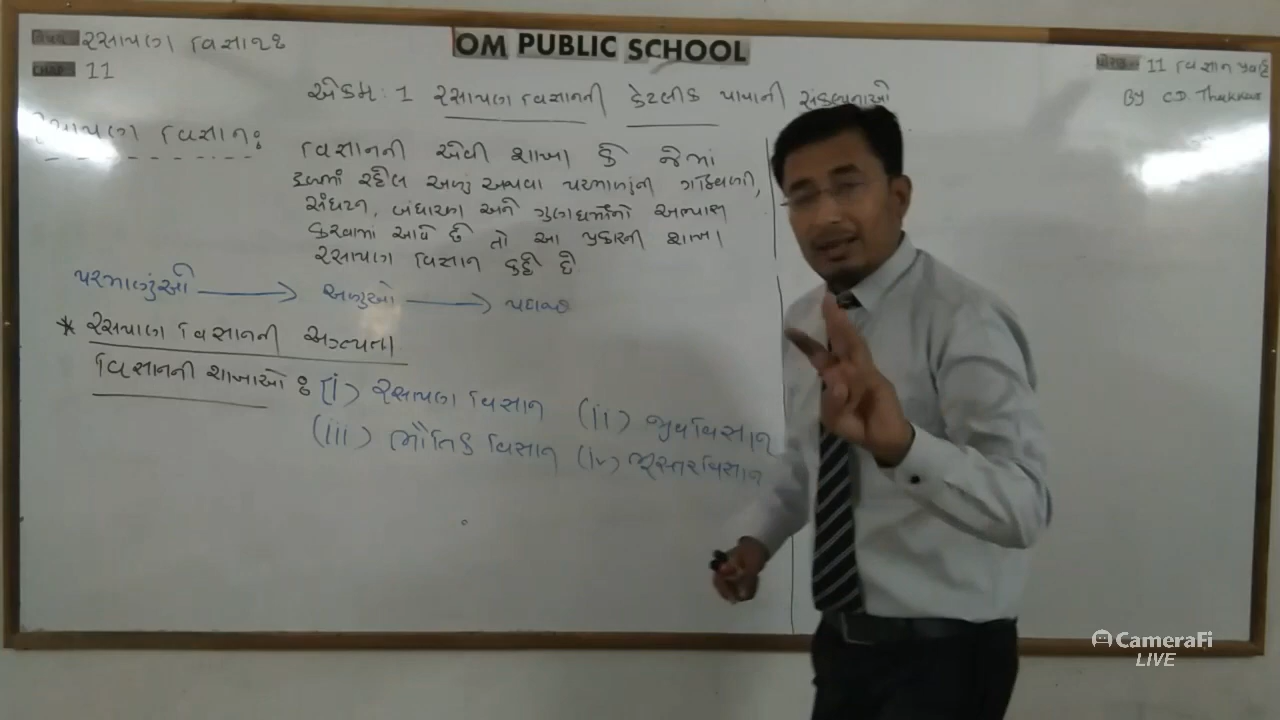 વિષય રસાયણ વિજ્ઞાન:
OM PUBLIC SCHOOL
11
11 વિજ્ઞાન પ્રવાહ
BY C.D. Thakkar
એકમ : 1 રસાયણ વિજ્ઞાનની કેટલીક પાયાની સંકલ્પનાઓ
રસાયણ વિજ્ઞાન :
વિજ્ઞાનની એવી શાખા કે જેમાં
દ્રવ્યમાં રહેલ અણુ અથવા પરમાણુની ગોઠવણી,
સંઘટન, બંધારણ અને ગુણધર્મોનો અભ્યાસ
કરવામાં આવે છે તો આ પ્રકારની શાખા
રસાયણ વિજ્ઞાન કહે છે
પરમાણુઓ → અણુઓ → પદાર્થ
* રસાયણ વિજ્ઞાનની અગત્યતા
વિજ્ઞાનની શાખાઓ : (i) રસાયણ વિજ્ઞાન (ii) જીવવિજ્ઞાન
(iii) ભૌતિક વિજ્ઞાન (iv) ભૂસ્તરવિજ્ઞાન
CameraFi
LIVE